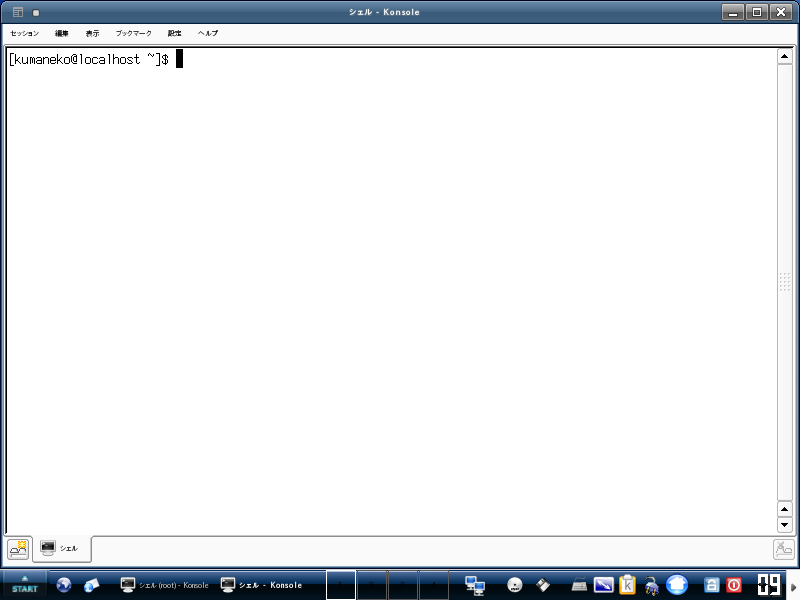 シェル - Konsole
セッション 編集 表示 ブックマーク 設定 ヘルプ
[kumaneko@localhost ~]$
シェル
START シェル (root) - Konsole シェル - Konsole